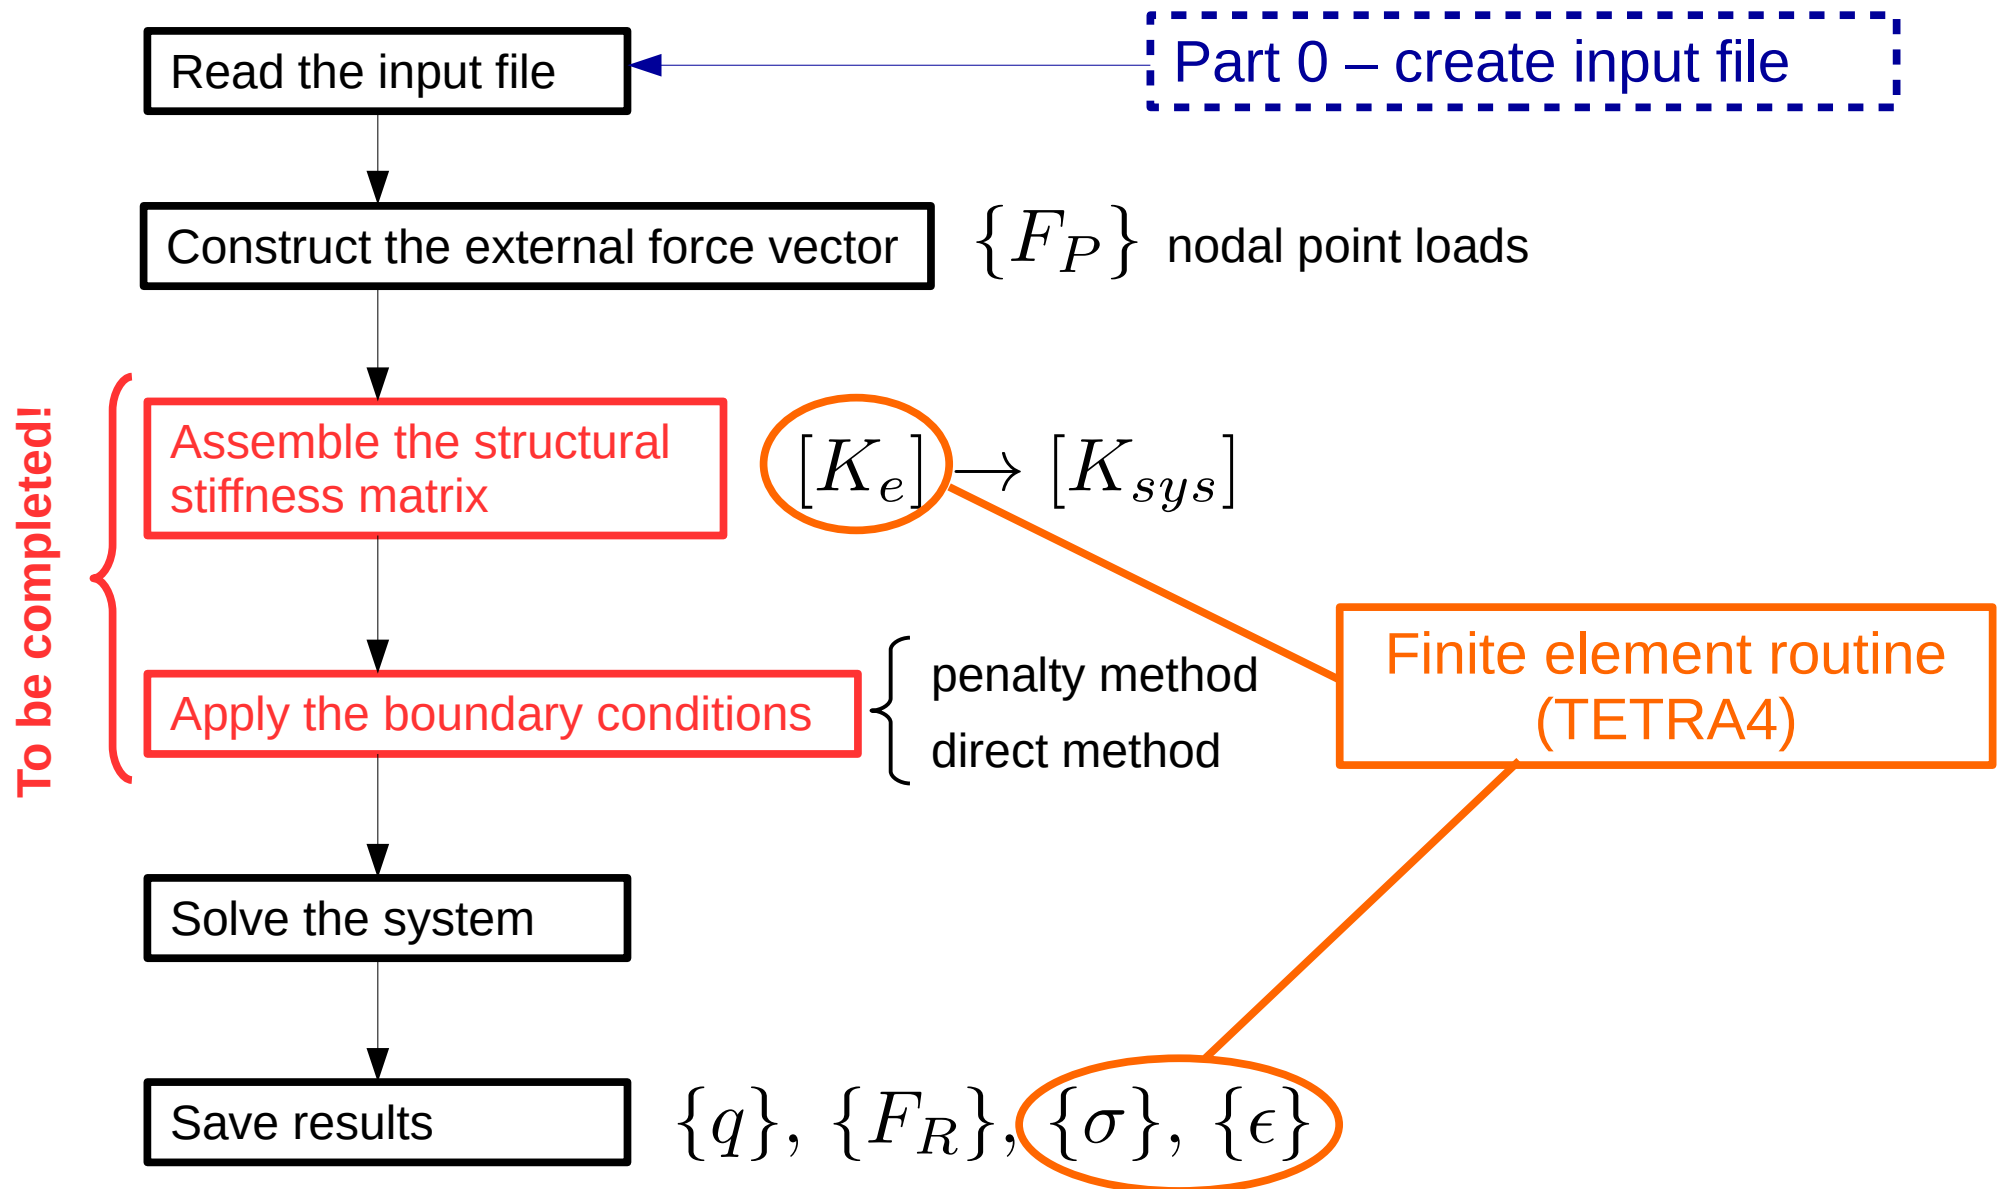 Read the input file
Part 0 – create input file
Construct the external force vector
{F_P} nodal point loads
To be completed!
Assemble the structural
stiffness matrix
[K_e] → [K_{sys}]
Apply the boundary conditions
penalty method
direct method
Finite element routine
(TETRA4)
Solve the system
Save results
{q}, {F_R}, {σ}, {ϵ}